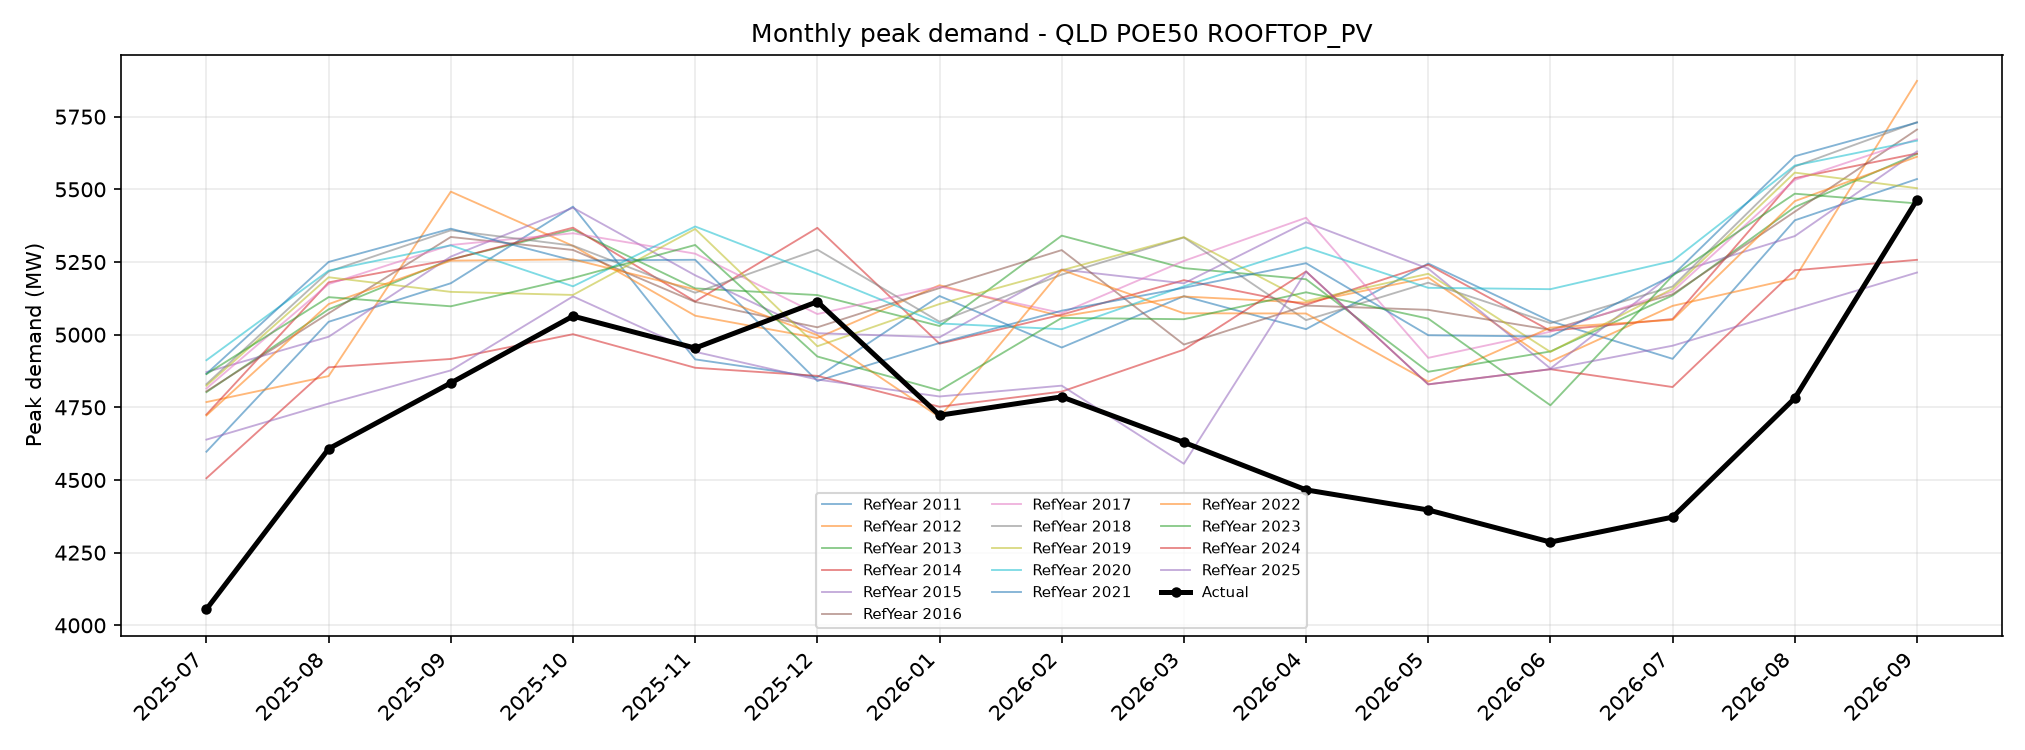 Monthly peak demand - QLD POE50 ROOFTOP_PV
Peak demand (MW)
5750
5500
5250
5000
4750
4500
4250
4000
RefYear 2011
RefYear 2012
RefYear 2013
RefYear 2014
RefYear 2015
RefYear 2016
RefYear 2017
RefYear 2018
RefYear 2019
RefYear 2020
RefYear 2021
RefYear 2022
RefYear 2023
RefYear 2024
RefYear 2025
Actual
2025-07
2025-08
2025-09
2025-10
2025-11
2025-12
2026-01
2026-02
2026-03
2026-04
2026-05
2026-06
2026-07
2026-08
2026-09